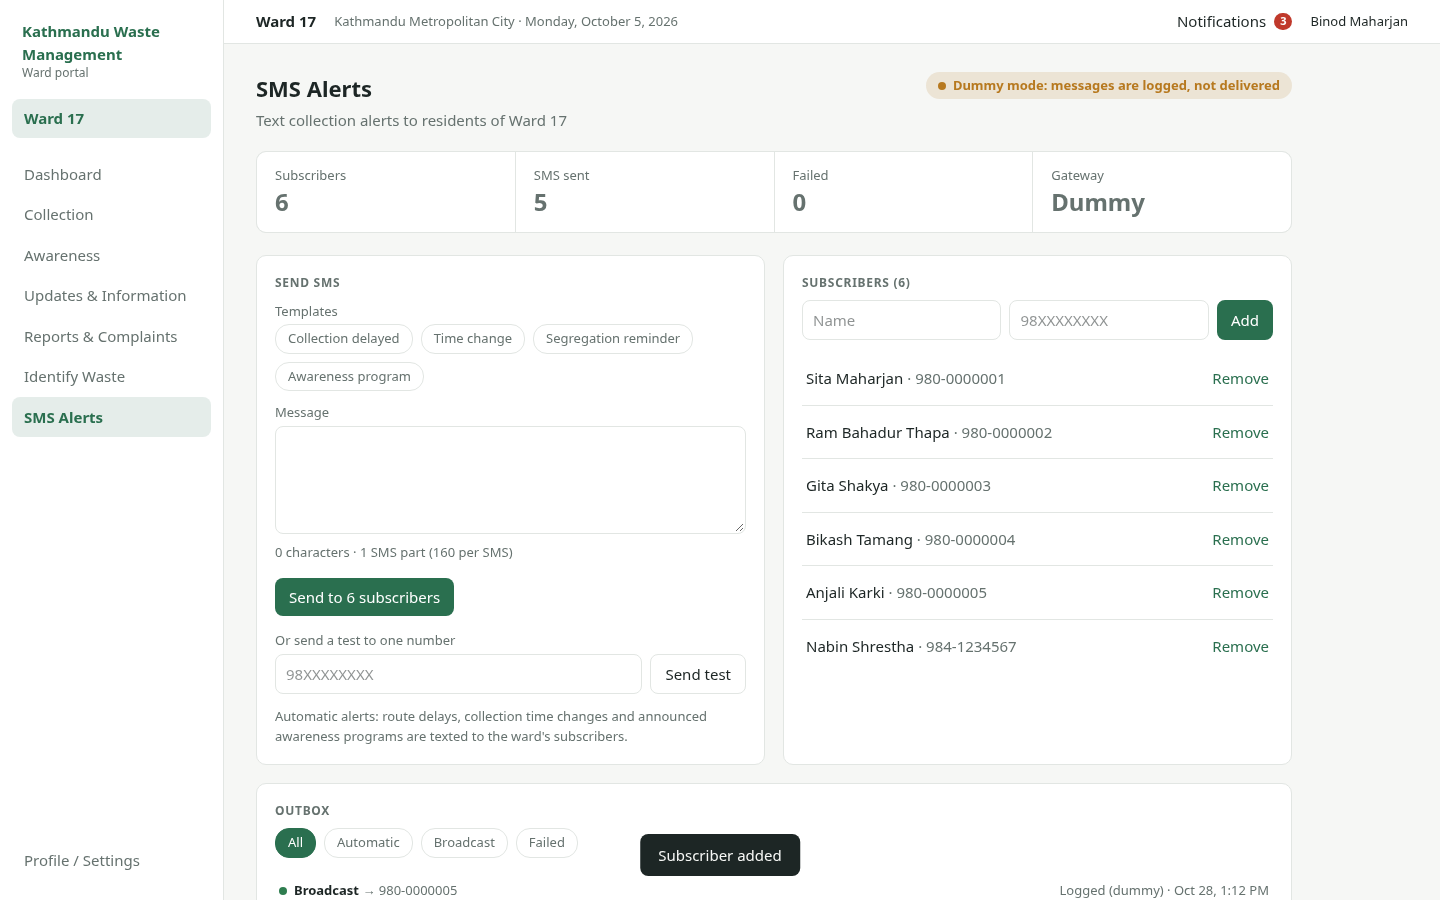 Kathmandu Waste
Management
Ward portal
Ward 17
Dashboard
Collection
Awareness
Updates & Information
Reports & Complaints
Identify Waste
SMS Alerts
Profile / Settings
Ward 17 Kathmandu Metropolitan City · Monday, October 5, 2026 Notifications 3 Binod Maharjan
SMS Alerts
Dummy mode: messages are logged, not delivered
Text collection alerts to residents of Ward 17
Subscribers
6
SMS sent
5
Failed
0
Gateway
Dummy
SEND SMS
Templates
Collection delayed Time change Segregation reminder
Awareness program
Message
0 characters · 1 SMS part (160 per SMS)
Send to 6 subscribers
Or send a test to one number
98XXXXXXXX Send test
Automatic alerts: route delays, collection time changes and announced
awareness programs are texted to the ward's subscribers.
SUBSCRIBERS (6)
Name 98XXXXXXXX Add
Sita Maharjan · 980-0000001 Remove
Ram Bahadur Thapa · 980-0000002 Remove
Gita Shakya · 980-0000003 Remove
Bikash Tamang · 980-0000004 Remove
Anjali Karki · 980-0000005 Remove
Nabin Shrestha · 984-1234567 Remove
OUTBOX
All Automatic Broadcast Failed
Subscriber added
Broadcast → 980-0000005 Logged (dummy) · Oct 28, 1:12 PM